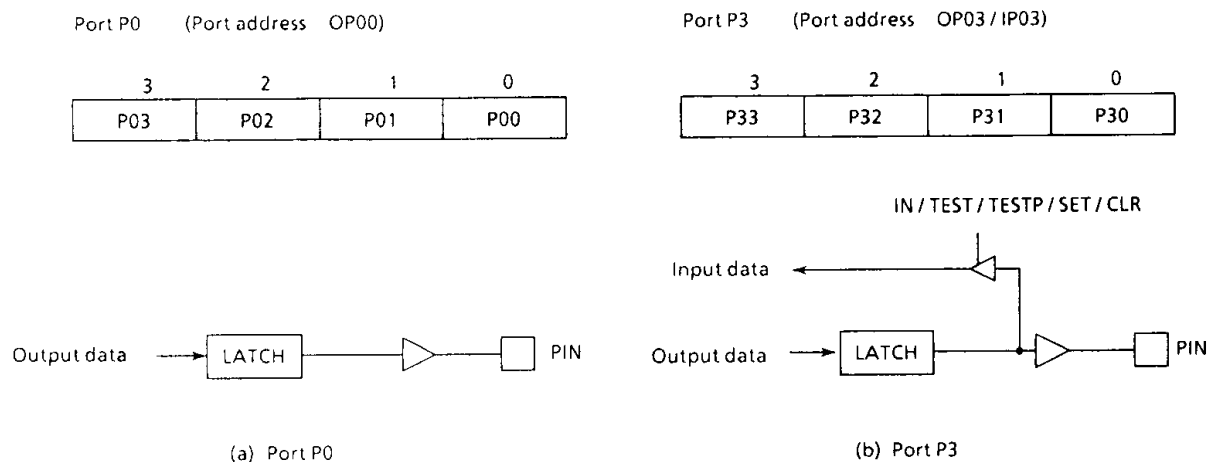 Port P0 (Port address OP00)
3 2 1 0
P03 P02 P01 P00
Output data LATCH PIN
(a) Port P0
Port P3 (Port address OP03 / IP03)
3 2 1 0
P33 P32 P31 P30
IN / TEST / TESTP / SET / CLR
Input data
Output data LATCH PIN
(b) Port P3